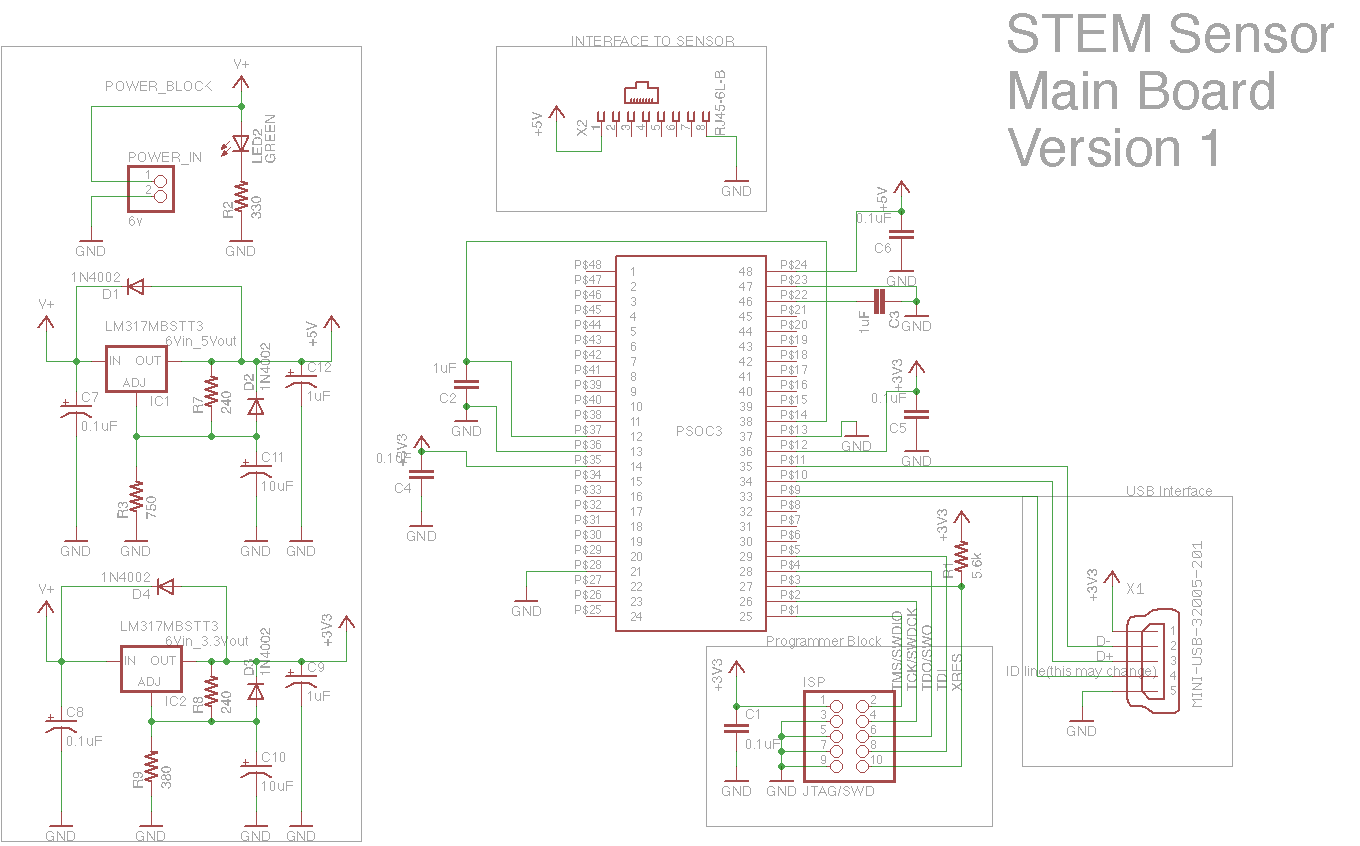 STEM Sensor
Main Board
Version 1
POWER_BLOCK
V+
LED2
GREEN
POWER_IN
1
2
6v
R2
330
GND
GND
1N4002
D1
V+
LM317MBSTT3
6Vin_5Vout
IN OUT
ADJ
IC1
+5V
C7
0.1uF
R7
240
D2
1N4002
C12
1uF
C11
10uF
R3
750
GND
GND
GND
GND
1N4002
D4
V+
LM317MBSTT3
6Vin_3.3Vout
IN OUT
ADJ
IC2
+3V3
C8
0.1uF
R8
240
D3
1N4002
C9
1uF
C10
10uF
R9
380
GND
GND
GND
GND
INTERFACE TO SENSOR
+5V
X2
1 2 3 4 5 6 7 8
RJ45-6L-B
GND
PSOC3
P$48 1 48 P$24
P$47 2 47 P$23
P$46 3 46 P$22
P$45 4 45 P$21
P$44 5 44 P$20
P$43 6 43 P$19
P$42 7 42 P$18
P$41 8 41 P$17
P$39 9 40 P$16
P$40 10 39 P$15
P$38 11 38 P$14
P$37 12 37 P$13
P$36 13 36 P$12
P$35 14 35 P$11
P$34 15 34 P$10
P$33 16 33 P$9
P$32 17 32 P$8
P$31 18 31 P$7
P$30 19 30 P$6
P$29 20 29 P$5
P$28 21 28 P$4
P$27 22 27 P$3
P$26 23 26 P$2
P$25 24 25 P$1
1uF
C2
GND
+3V3
0.1uF
C4
GND
GND
+5V
0.1uF
C6
GND
1uF
C3
GND
+3V3
0.1uF
C5
GND
GND
+3V3
R1
5.6k
Programmer Block
TMS/SWDIO
TCK/SWDCK
TDO/SWO
TDI
XRES
+3V3
ISP
1 2
3 4
5 6
7 8
9 10
C1
0.1uF
GND
GND
JTAG/SWD
USB Interface
+3V3
X1
MINI-USB-32005-201
D-
D+
ID line(this may change)
1
2
3
4
5
GND